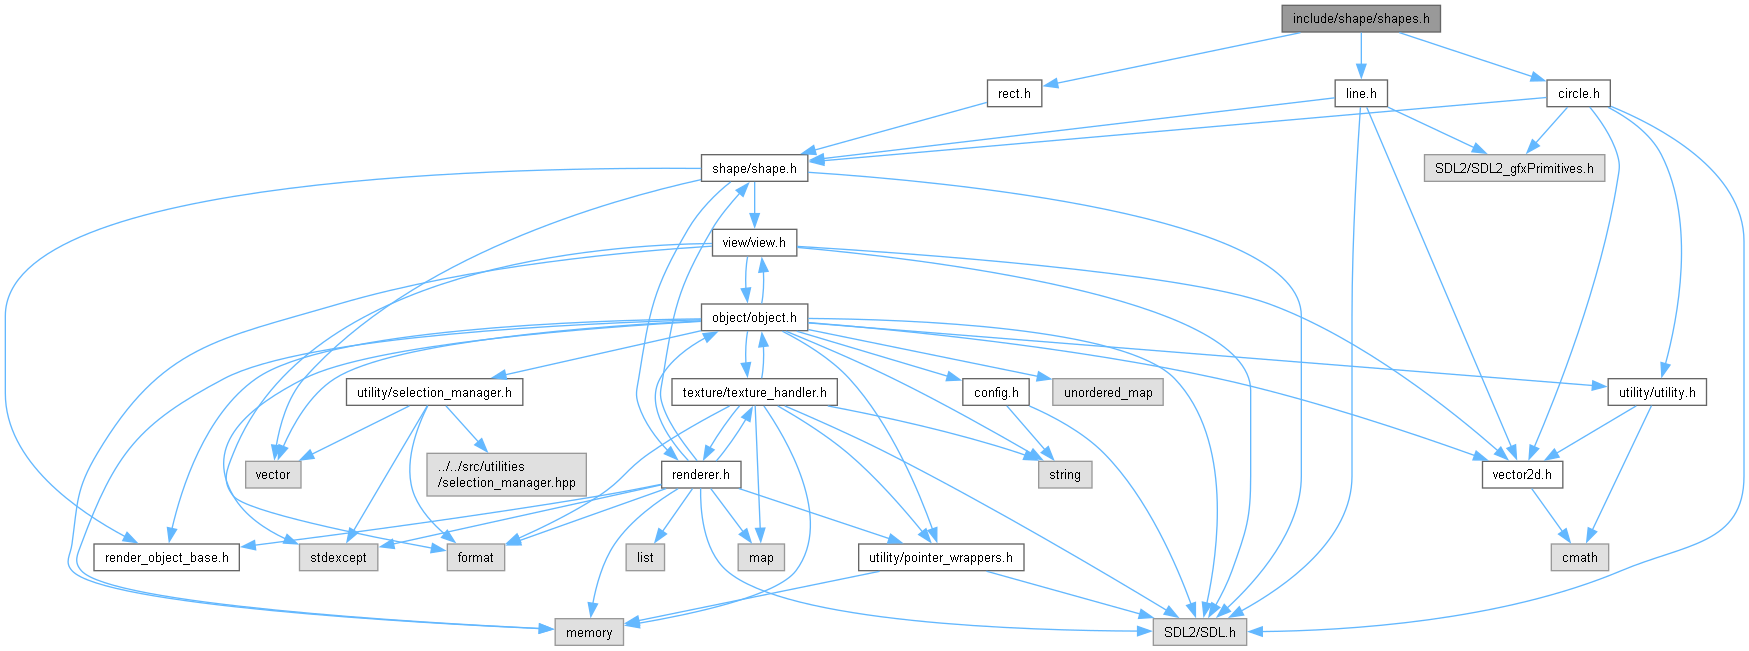 include/shape/shapes.h
rect.h
line.h
circle.h
shape/shape.h
SDL2/SDL2_gfxPrimitives.h
view/view.h
object/object.h
utility/selection_manager.h
texture/texture_handler.h
config.h
unordered_map
utility/utility.h
vector
../../src/utilities
/selection_manager.hpp
renderer.h
string
vector2d.h
render_object_base.h
stdexcept
format
list
map
utility/pointer_wrappers.h
cmath
memory
SDL2/SDL.h